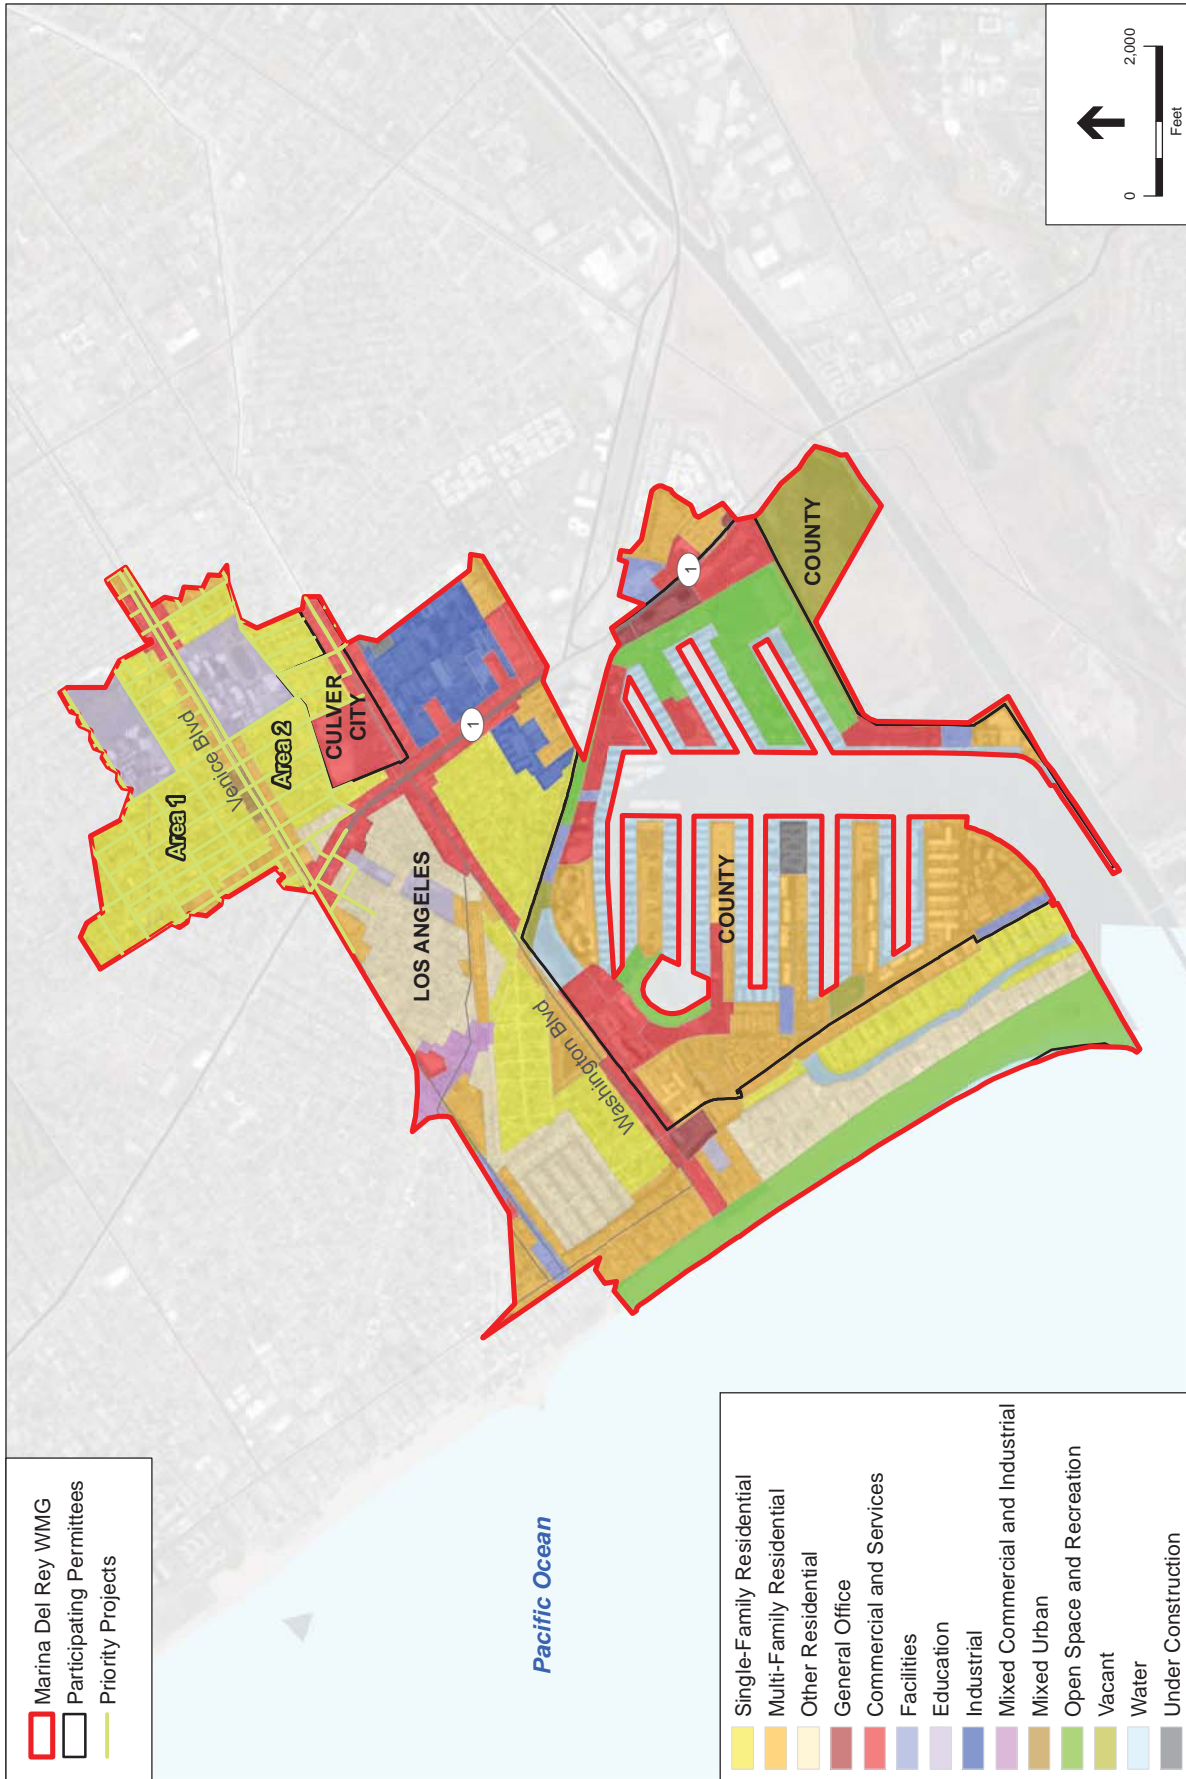 Marina Del Rey WMG
Participating Permittees
Priority Projects
Pacific Ocean
Single-Family Residential
Multi-Family Residential
Other Residential
General Office
Commercial and Services
Facilities
Education
Industrial
Mixed Commercial and Industrial
Mixed Urban
Open Space and Recreation
Vacant
Water
Under Construction
Area 1
Venice Blvd
Area 2
CULVER
CITY
LOS ANGELES
1
Washington Blvd
COUNTY
1
COUNTY
0
2,000
Feet